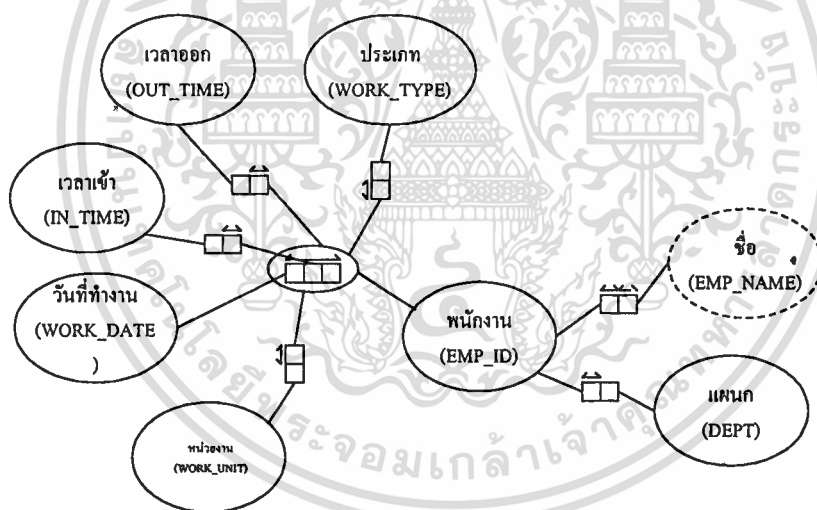 เวลาออก
(OUT_TIME)
ประเภท
(WORK_TYPE)
เวลาเข้า
(IN_TIME)
ชื่อ
(EMP_NAME)
วันที่ทำงาน
(WORK_DATE
)
พนักงาน
(EMP_ID)
แผนก
(DEPT)
หน่วยงาน
(WORK_UNIT)